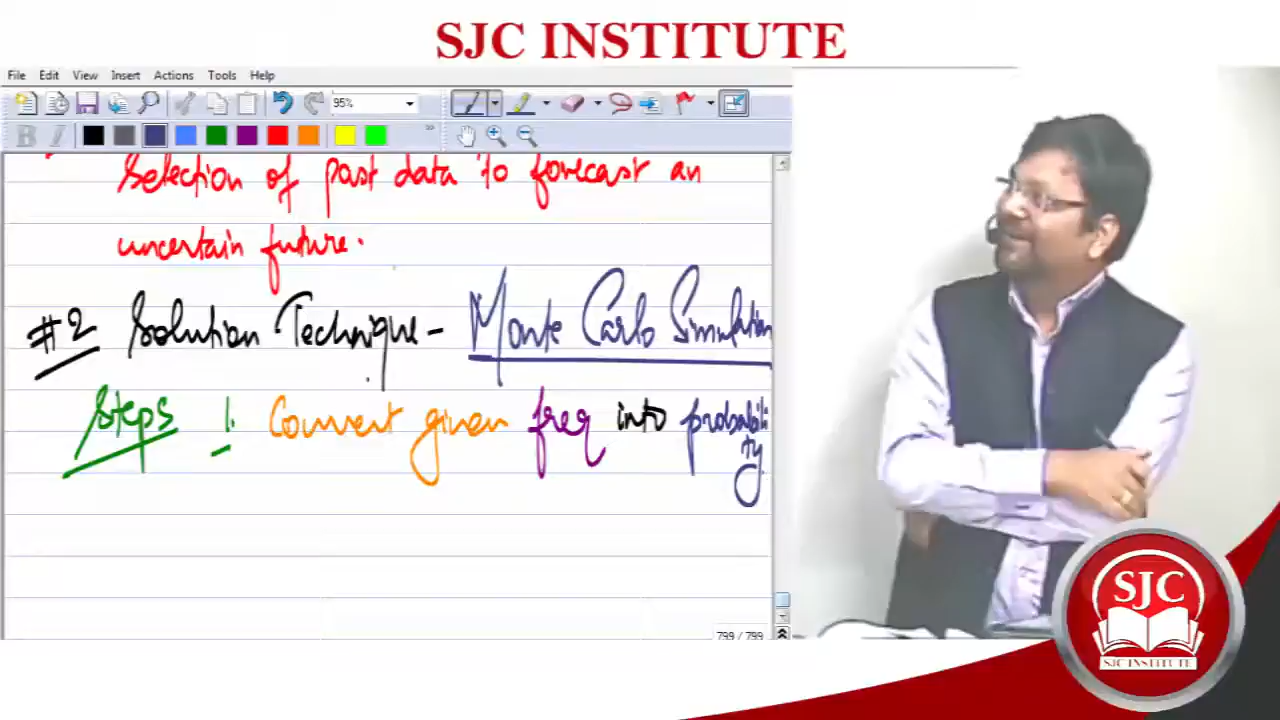 SJC INSTITUTE
File Edit View Insert Actions Tools Help
95%
B I
Selection of past data to forecast an
uncertain future.
#2 Solution Technique - Monte Carlo Simulation
Steps 1. Convert given freq into probabili
ty
799 / 799
SJC
SJC INSTITUTE